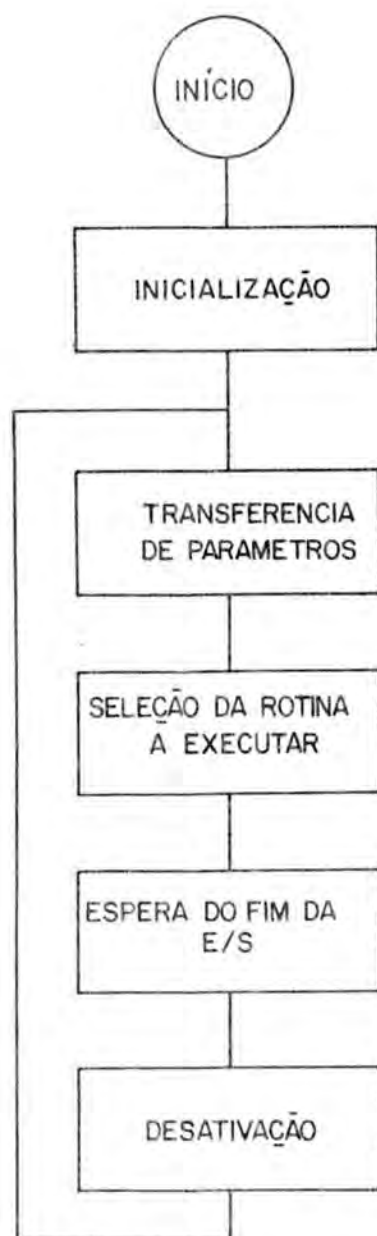 INÍCIO
INICIALIZAÇÃO
TRANSFERENCIA
DE PARAMETROS
SELEÇÃO DA ROTINA
A EXECUTAR
ESPERA DO FIM DA
E/S
DESATIVAÇÃO